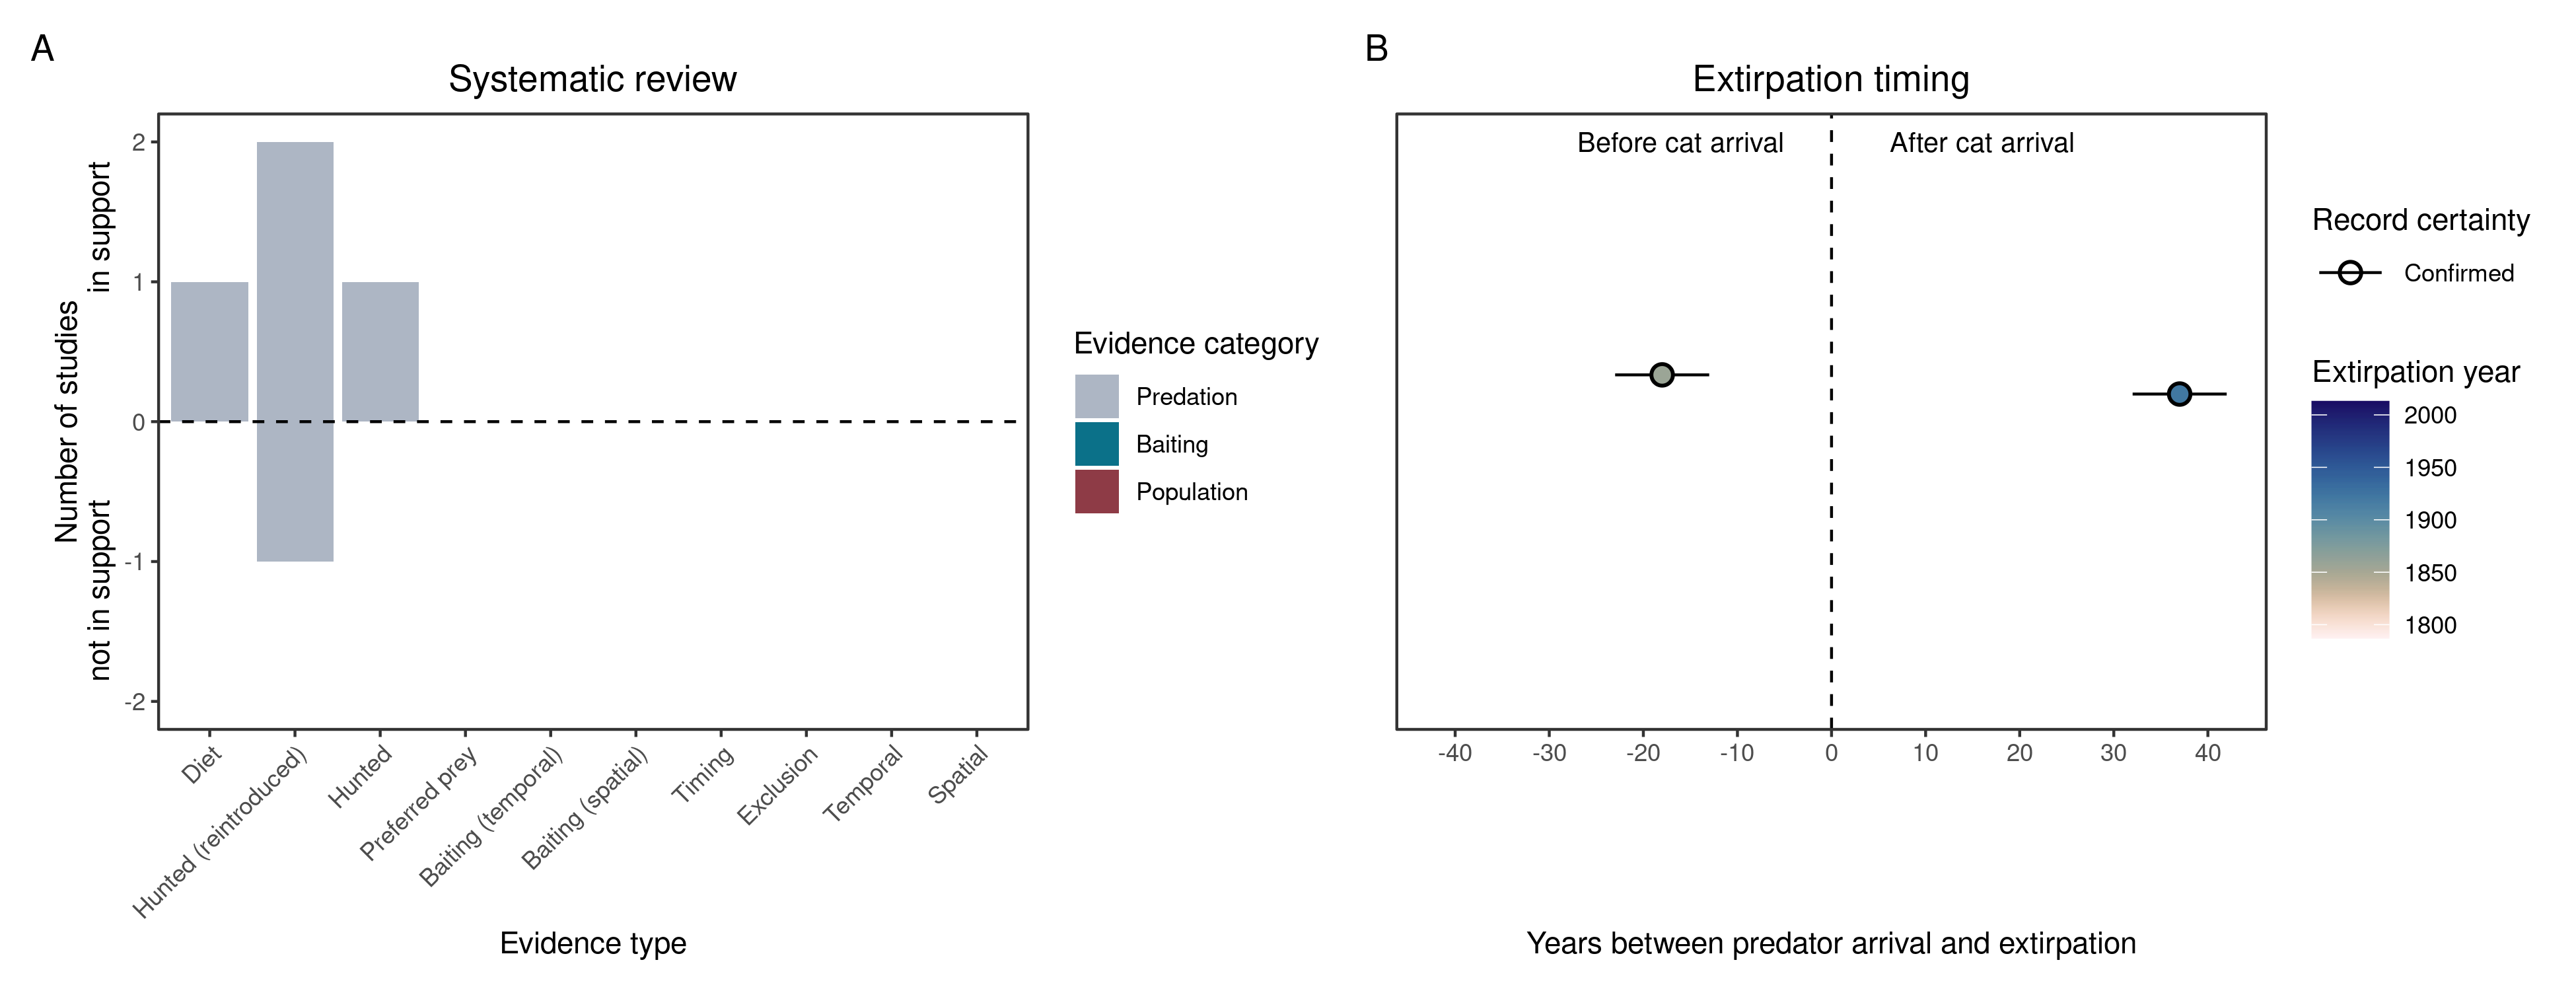 A
Systematic review
Number of studies
in support
not in support
2
1
0
-1
-2
Diet
Hunted (reintroduced)
Hunted
Preferred prey
Baiting (temporal)
Baiting (spatial)
Timing
Exclusion
Temporal
Spatial
Evidence type
Evidence category
Predation
Baiting
Population
B
Extirpation timing
Before cat arrival
After cat arrival
-40
-30
-20
-10
0
10
20
30
40
Years between predator arrival and extirpation
Record certainty
Confirmed
Extirpation year
2000
1950
1900
1850
1800